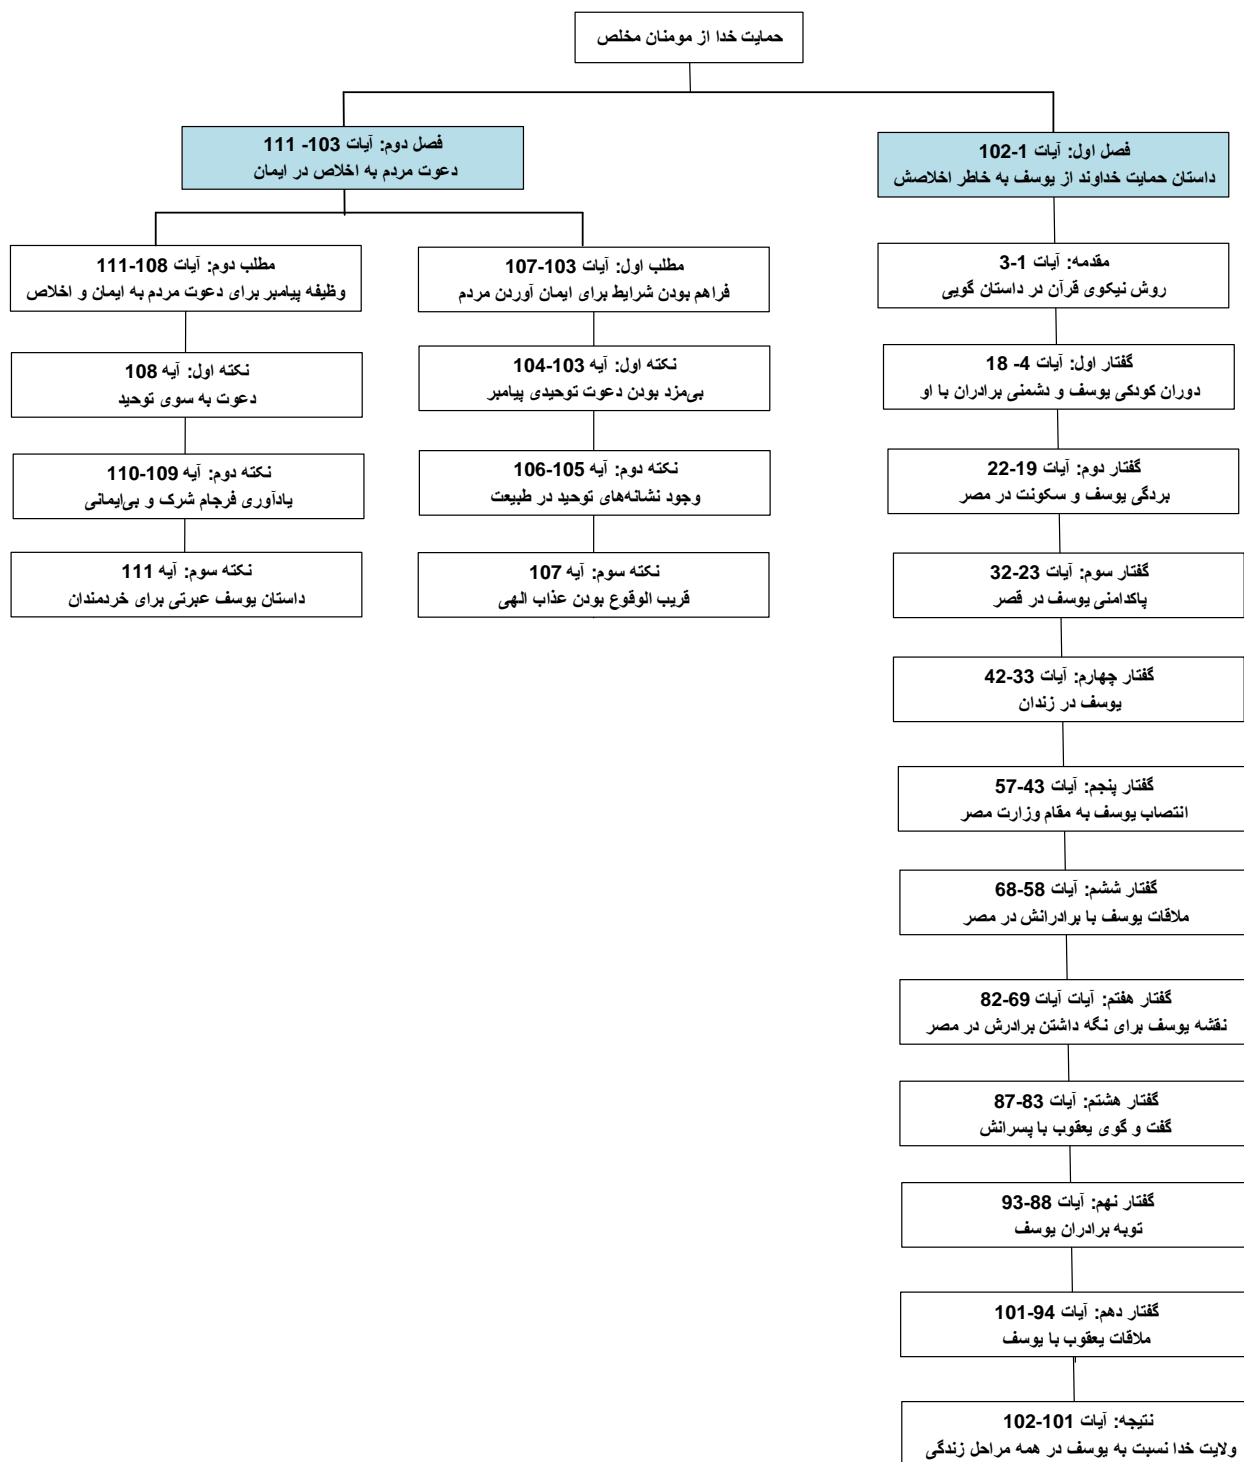 حمایت خدا از مومنان مخلص
فصل اول: آیات 1-102
داستان حمایت خداوند از یوسف به خاطر اخلاصش
مقدمه: آیات 1-3
روش نیکوی قرآن در داستان گویی
گفتار اول: آیات 4- 18
دوران کودکی یوسف و دشمنی برادران با او
گفتار دوم: آیات 19-22
بردگی یوسف و سکونت در مصر
گفتار سوم: آیات 23-32
پاکدامنی یوسف در قصر
گفتار چهارم: آیات 33-42
یوسف در زندان
گفتار پنجم: آیات 43-57
انتصاب یوسف به مقام وزارت مصر
گفتار ششم: آیات 58-68
ملاقات یوسف با برادرانش در مصر
گفتار هفتم: آیات آیات 69-82
نقشه یوسف برای نگه داشتن برادرش در مصر
گفتار هشتم: آیات 83-87
گفت و گوی یعقوب با پسرانش
گفتار نهم: آیات 88-93
توبه برادران یوسف
گفتار دهم: آیات 94-101
ملاقات یعقوب با یوسف
نتیجه: آیات 101-102
ولایت خدا نسبت به یوسف در همه مراحل زندگی
فصل دوم: آیات 103- 111
دعوت مردم به اخلاص در ایمان
مطلب اول: آیات 103-107
فراهم بودن شرایط برای ایمان آوردن مردم
نکته اول: آیه 103-104
بی‌مزد بودن دعوت توحیدی پیامبر
نکته دوم: آیه 105-106
وجود نشانه‌های توحید در طبیعت
نکته سوم: آیه 107
قریب الوقوع بودن عذاب الهی
مطلب دوم: آیات 108-111
وظیفه پیامبر برای دعوت مردم به ایمان و اخلاص
نکته اول: آیه 108
دعوت به سوی توحید
نکته دوم: آیه 109-110
یادآوری فرجام شرک و بی‌ایمانی
نکته سوم: آیه 111
داستان یوسف عبرتی برای خردمندان